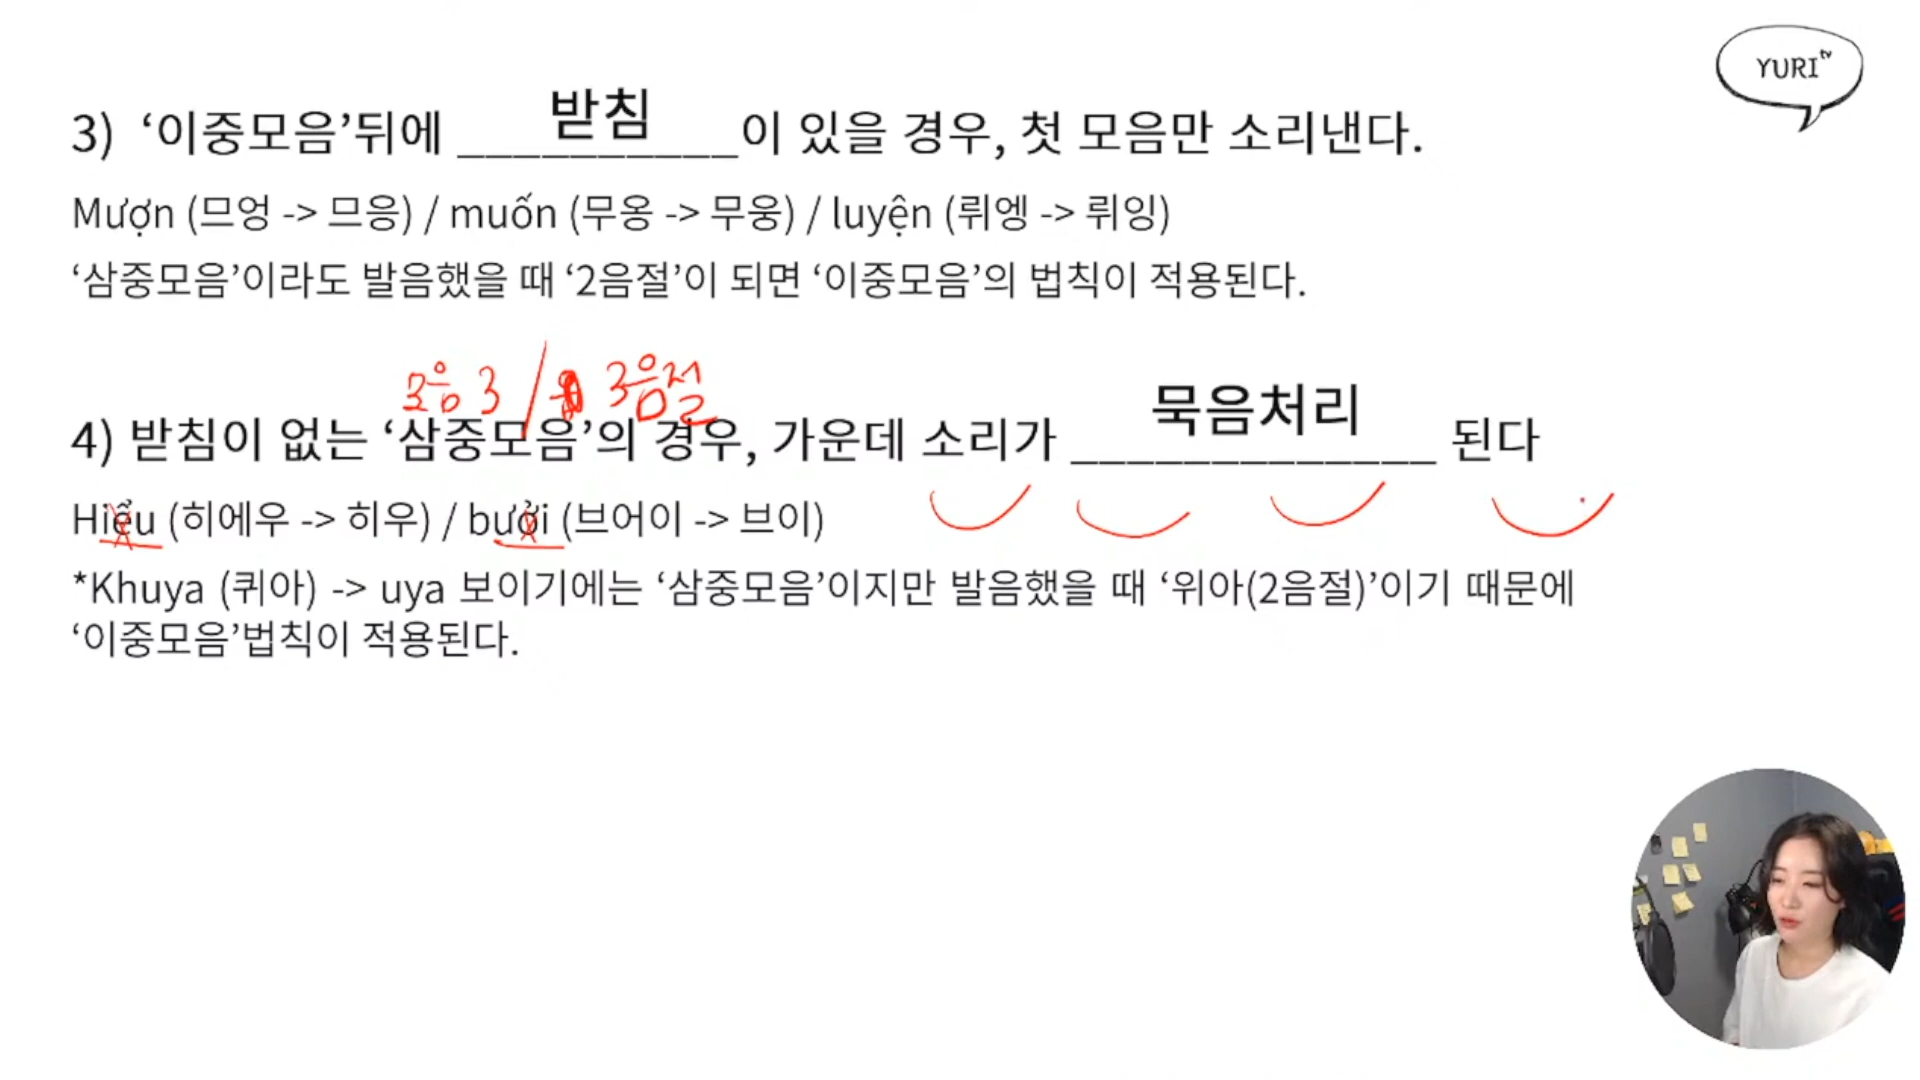 YURI tv
3) ‘이중모음’뒤에 __________이 있을 경우, 첫 모음만 소리낸다.
받침
Mượn (므엉 -> 므응) / muốn (무옹 -> 무웅) / luyện (뤼엥 -> 뤼잉)
‘삼중모음’이라도 발음했을 때 ‘2음절’이 되면 ‘이중모음’의 법칙이 적용된다.
모음 3 / 3음절
4) 받침이 없는 ‘삼중모음’의 경우, 가운데 소리가 _____________ 된다
묵음처리
Hiểu (히에우 -> 히우) / bưởi (브어이 -> 브이)
*Khuya (퀴아) -> uya 보이기에는 ‘삼중모음’이지만 발음했을 때 ‘위아(2음절)’이기 때문에
‘이중모음’법칙이 적용된다.